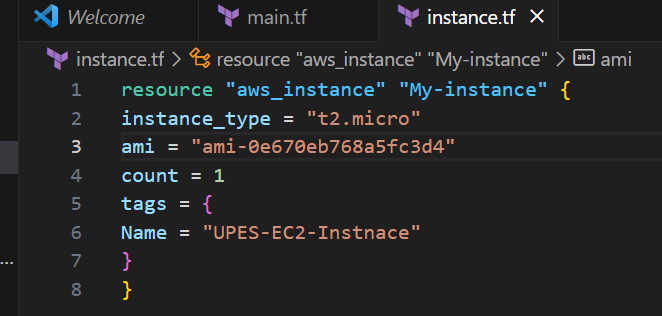 Welcome main.tf instance.tf ×
instance.tf > resource "aws_instance" "My-instance" > abc ami
1 resource "aws_instance" "My-instance" {
2 instance_type = "t2.micro"
3 ami = "ami-0e670eb768a5fc3d4"
4 count = 1
5 tags = {
6 Name = "UPES-EC2-Instnace"
7 }
8 }
...